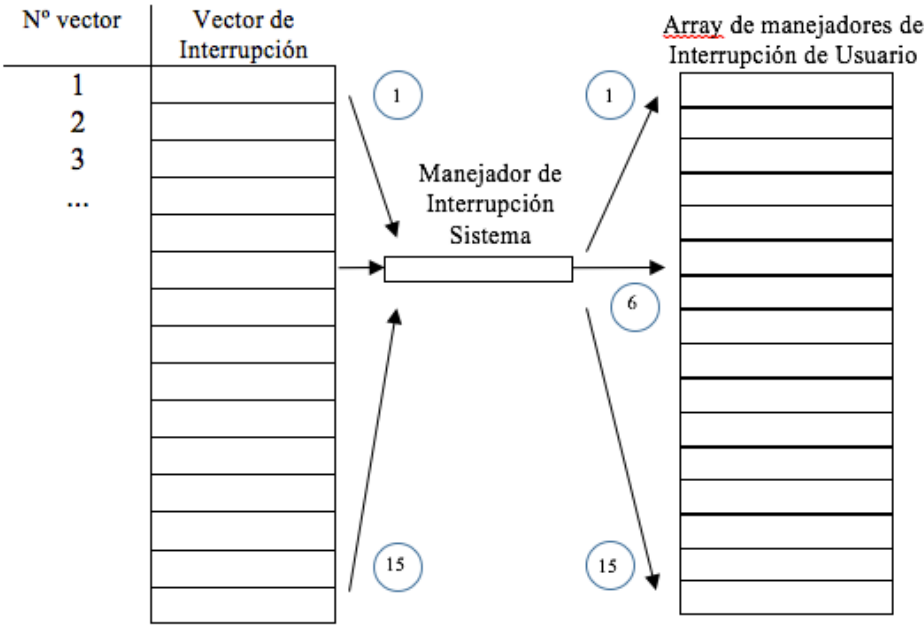 Nº vector
Vector de
Interrupción
Array de manejadores de
Interrupción de Usuario
1
2
3
...
1
1
Manejador de
Interrupción
Sistema
6
15
15